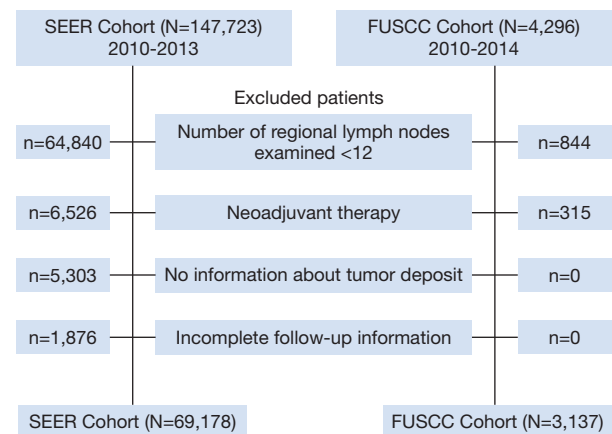 SEER Cohort (N=147,723)
2010-2013
FUSCC Cohort (N=4,296)
2010-2014
Excluded patients
n=64,840
Number of regional lymph nodes
examined <12
n=844
n=6,526
Neoadjuvant therapy
n=315
n=5,303
No information about tumor deposit
n=0
n=1,876
Incomplete follow-up information
n=0
SEER Cohort (N=69,178)
FUSCC Cohort (N=3,137)